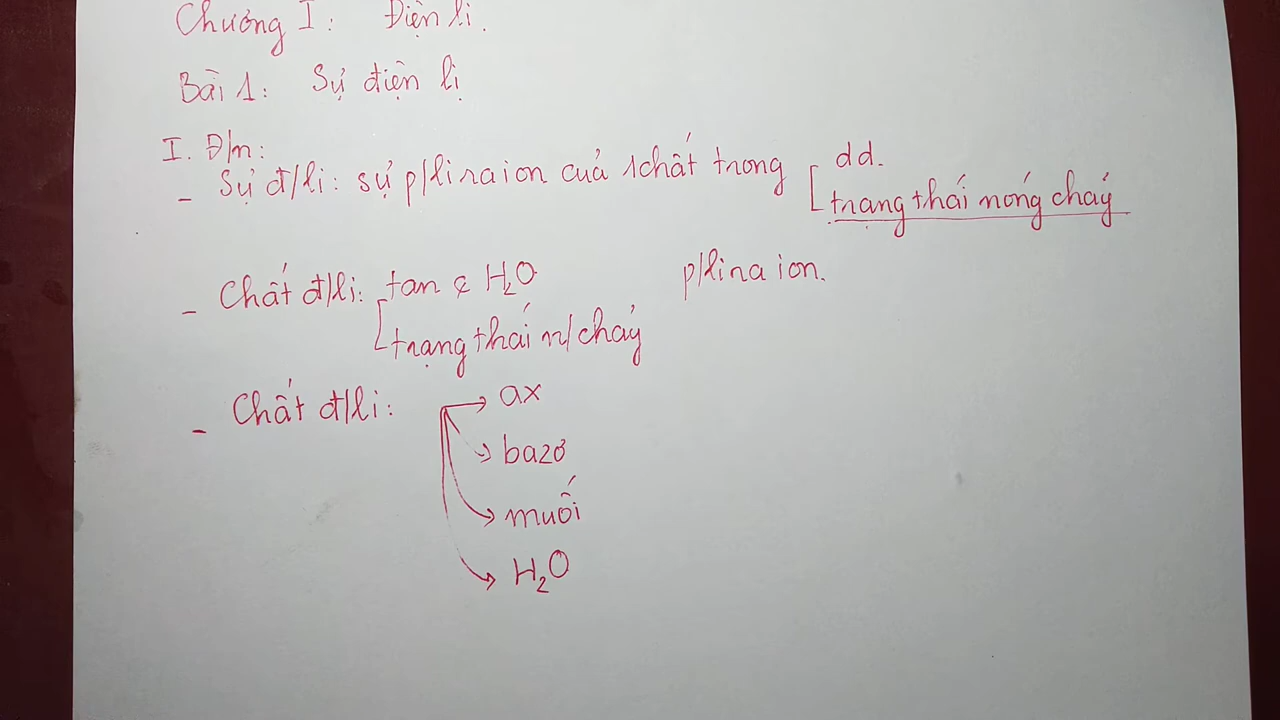 Chương I: Điện li.
Bài 1: Sự điện li
I. Đ/n:
- Sự đ/li: sự p/li ra ion của 1 chất trong [ dd.
trạng thái nóng chảy
- Chất đ/li: [ tan & H₂O p/li ra ion.
trạng thái n/chảy
- Chất đ/li: → ax
→ bazơ
→ muối
→ H₂O